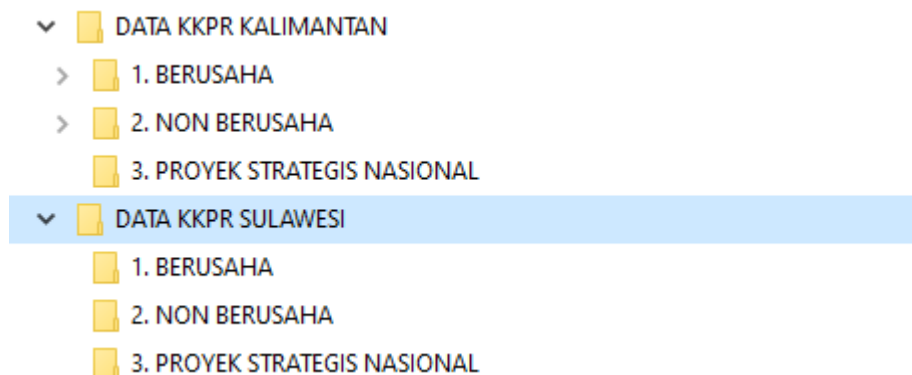 DATA KKPR KALIMANTAN
1. BERUSAHA
2. NON BERUSAHA
3. PROYEK STRATEGIS NASIONAL
DATA KKPR SULAWESI
1. BERUSAHA
2. NON BERUSAHA
3. PROYEK STRATEGIS NASIONAL